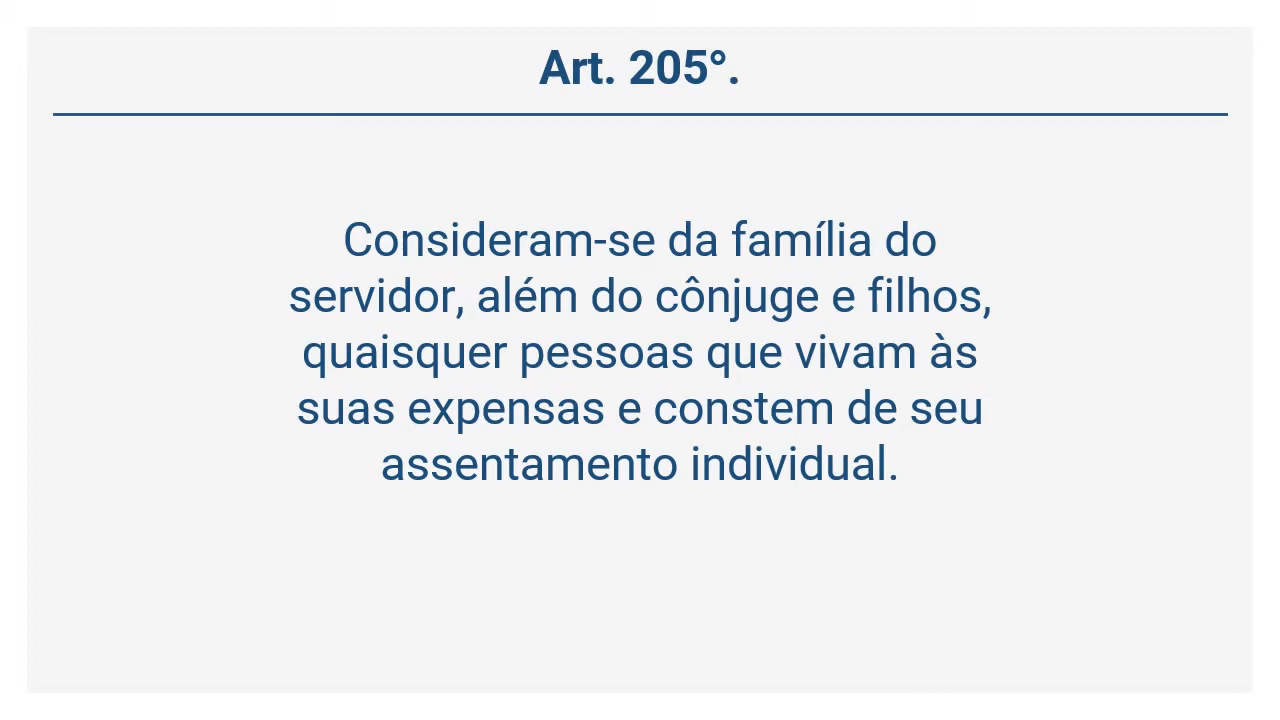 Art. 205°.
Consideram-se da família do
servidor, além do cônjuge e filhos,
quaisquer pessoas que vivam às
suas expensas e constem de seu
assentamento individual.